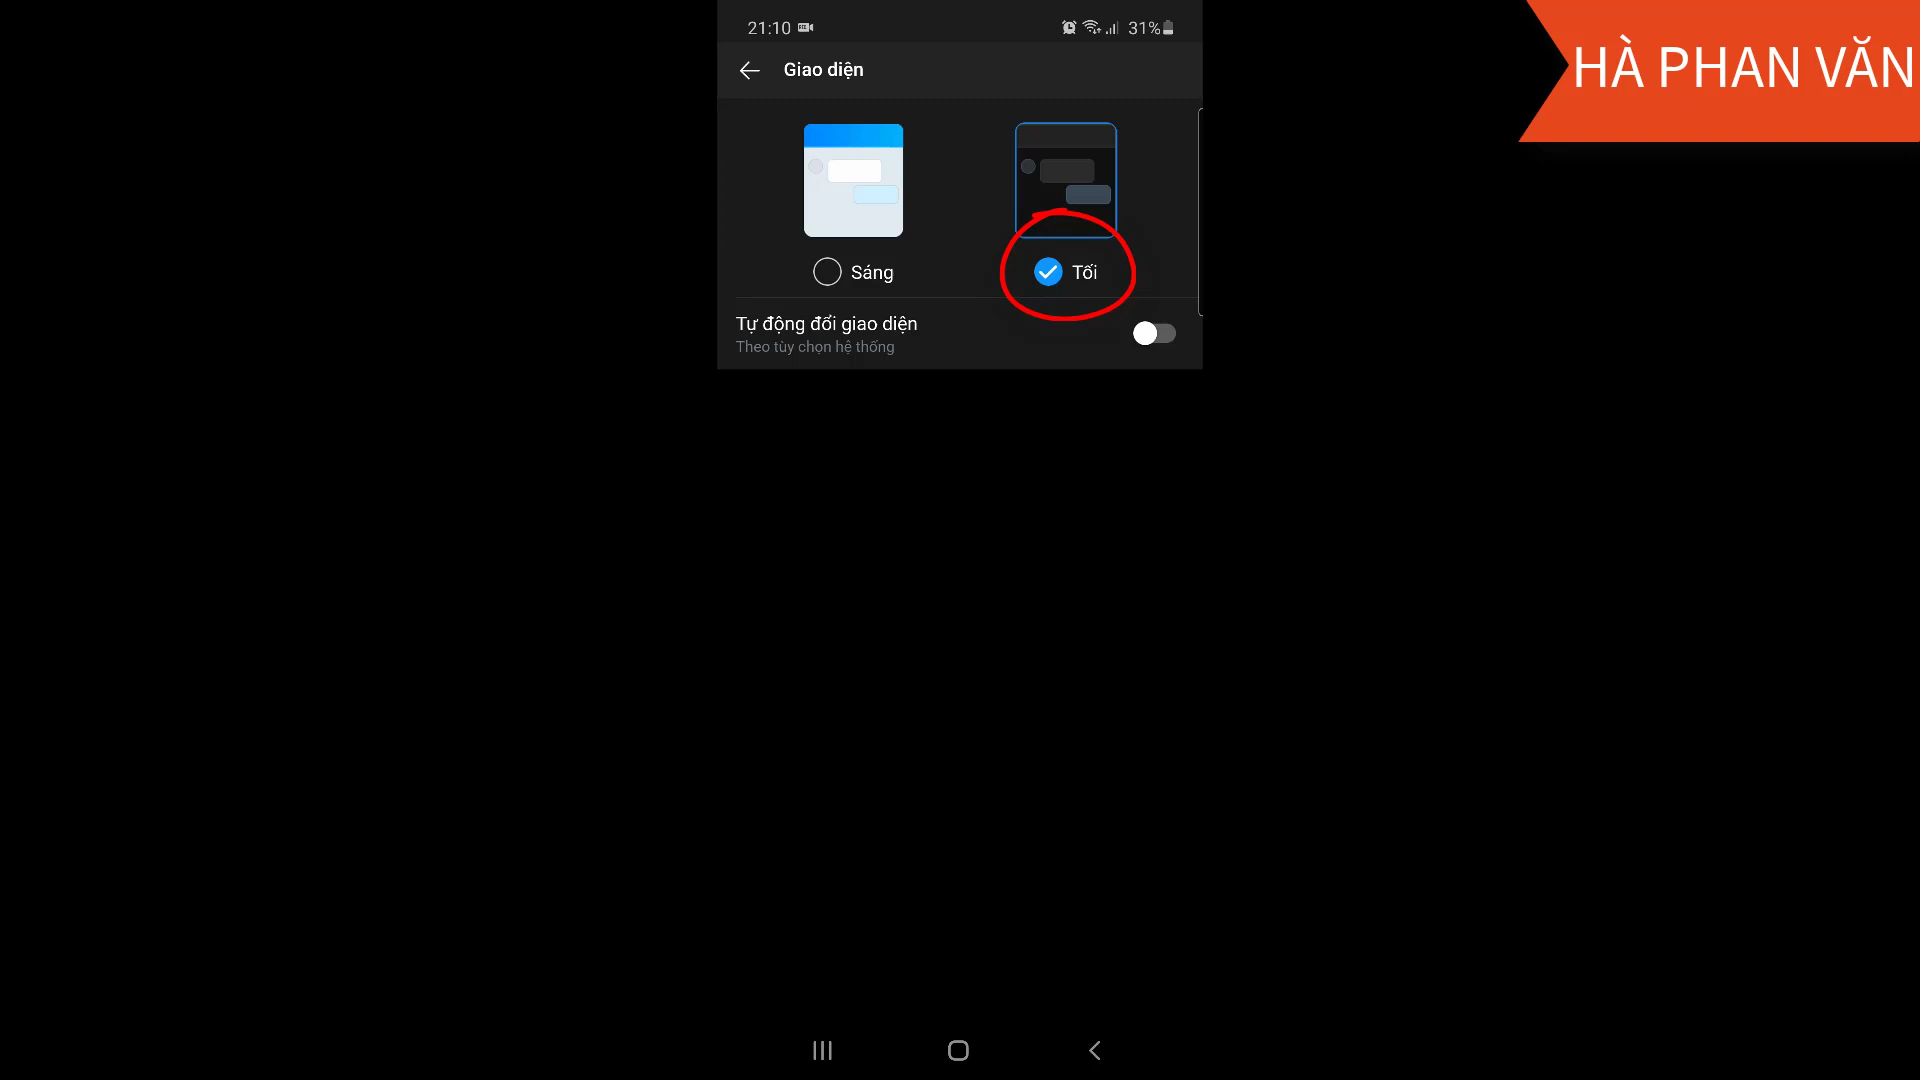 21:10
31%
HÀ PHAN VĂN
Giao diện
Sáng
Tối
Tự động đổi giao diện
Theo tùy chọn hệ thống